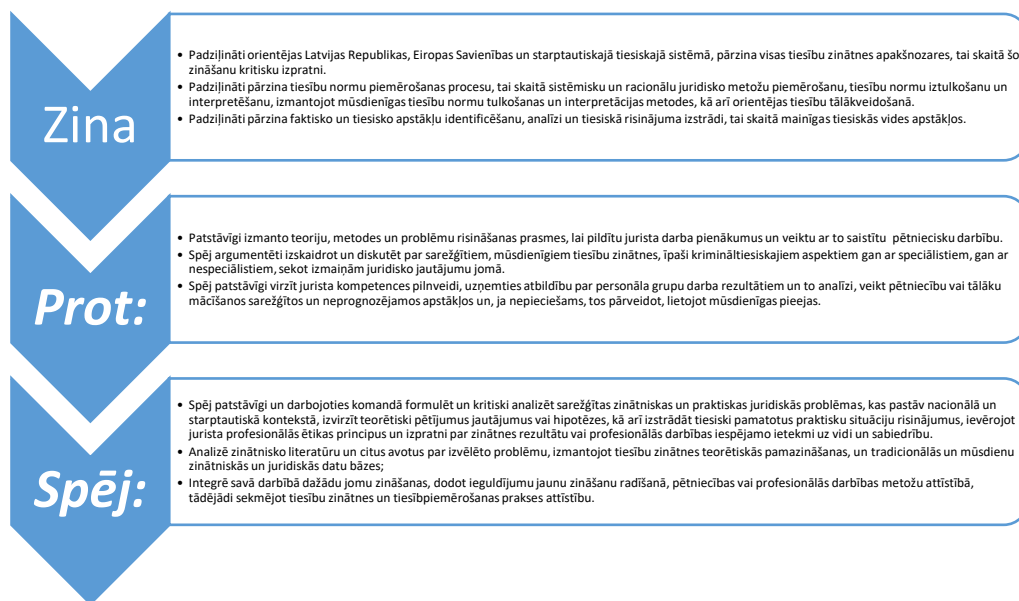 Zina
• Padziļināti orientējas Latvijas Republikas, Eiropas Savienības un starptautiskajā tiesiskajā sistēmā, pārzina visas tiesību zinātnes apakšnozares, tai skaitā šo
zināšanu kritisku izpratni.
• Padziļināti pārzina tiesību normu piemērošanas procesu, tai skaitā sistēmisku un racionālu juridisko metožu piemērošanu, tiesību normu iztulkošanu un
interpretēšanu, izmantojot mūsdienīgas tiesību normu tulkošanas un interpretācijas metodes, kā arī orientējas tiesību tālākveidošanā.
• Padziļināti pārzina faktisko un tiesisko apstākļu identificēšanu, analīzi un tiesiskā risinājuma izstrādi, tai skaitā mainīgas tiesiskās vides apstākļos.
Prot:
• Patstāvīgi izmanto teoriju, metodes un problēmu risināšanas prasmes, lai pildītu jurista darba pienākumus un veiktu ar to saistītu pētniecisku darbību.
• Spēj argumentēti izskaidrot un diskutēt par sarežģītiem, mūsdienīgiem tiesību zinātnes, īpaši krimināltiesiskajiem aspektiem gan ar speciālistiem, gan ar
nespeciālistiem, sekot izmaiņām juridisko jautājumu jomā.
• Spēj patstāvīgi virzīt jurista kompetences pilnveidi, uzņemties atbildību par personāla grupu darba rezultātiem un to analīzi, veikt pētniecību vai tālāku
mācīšanos sarežģītos un neprognozējamos apstākļos un, ja nepieciešams, tos pārveidot, lietojot mūsdienīgas pieejas.
Spēj:
• Spēj patstāvīgi un darbojoties komandā formulēt un kritiski analizēt sarežģītas zinātniskas un praktiskas juridiskās problēmas, kas pastāv nacionālā un
starptautiskā kontekstā, izvirzīt teorētiski pētījumus jautājumus vai hipotēzes, kā arī izstrādāt tiesiski pamatotus praktisku situāciju risinājumus, ievērojot
jurista profesionālās ētikas principus un izpratni par zinātnes rezultātu vai profesionālās darbības iespējamo ietekmi uz vidi un sabiedrību.
• Analizē zinātnisko literatūru un citus avotus par izvēlēto problēmu, izmantojot tiesību zinātnes teorētiskās pamazināšanas, un tradicionālās un mūsdienu
zinātniskās un juridiskās datu bāzes;
• Integrē savā darbībā dažādu jomu zināšanas, dodot ieguldījumu jaunu zināšanu radīšanā, pētniecības vai profesionālās darbības metožu attīstībā,
tādējādi sekmējot tiesību zinātnes un tiesībpiemērošanas prakses attīstību.